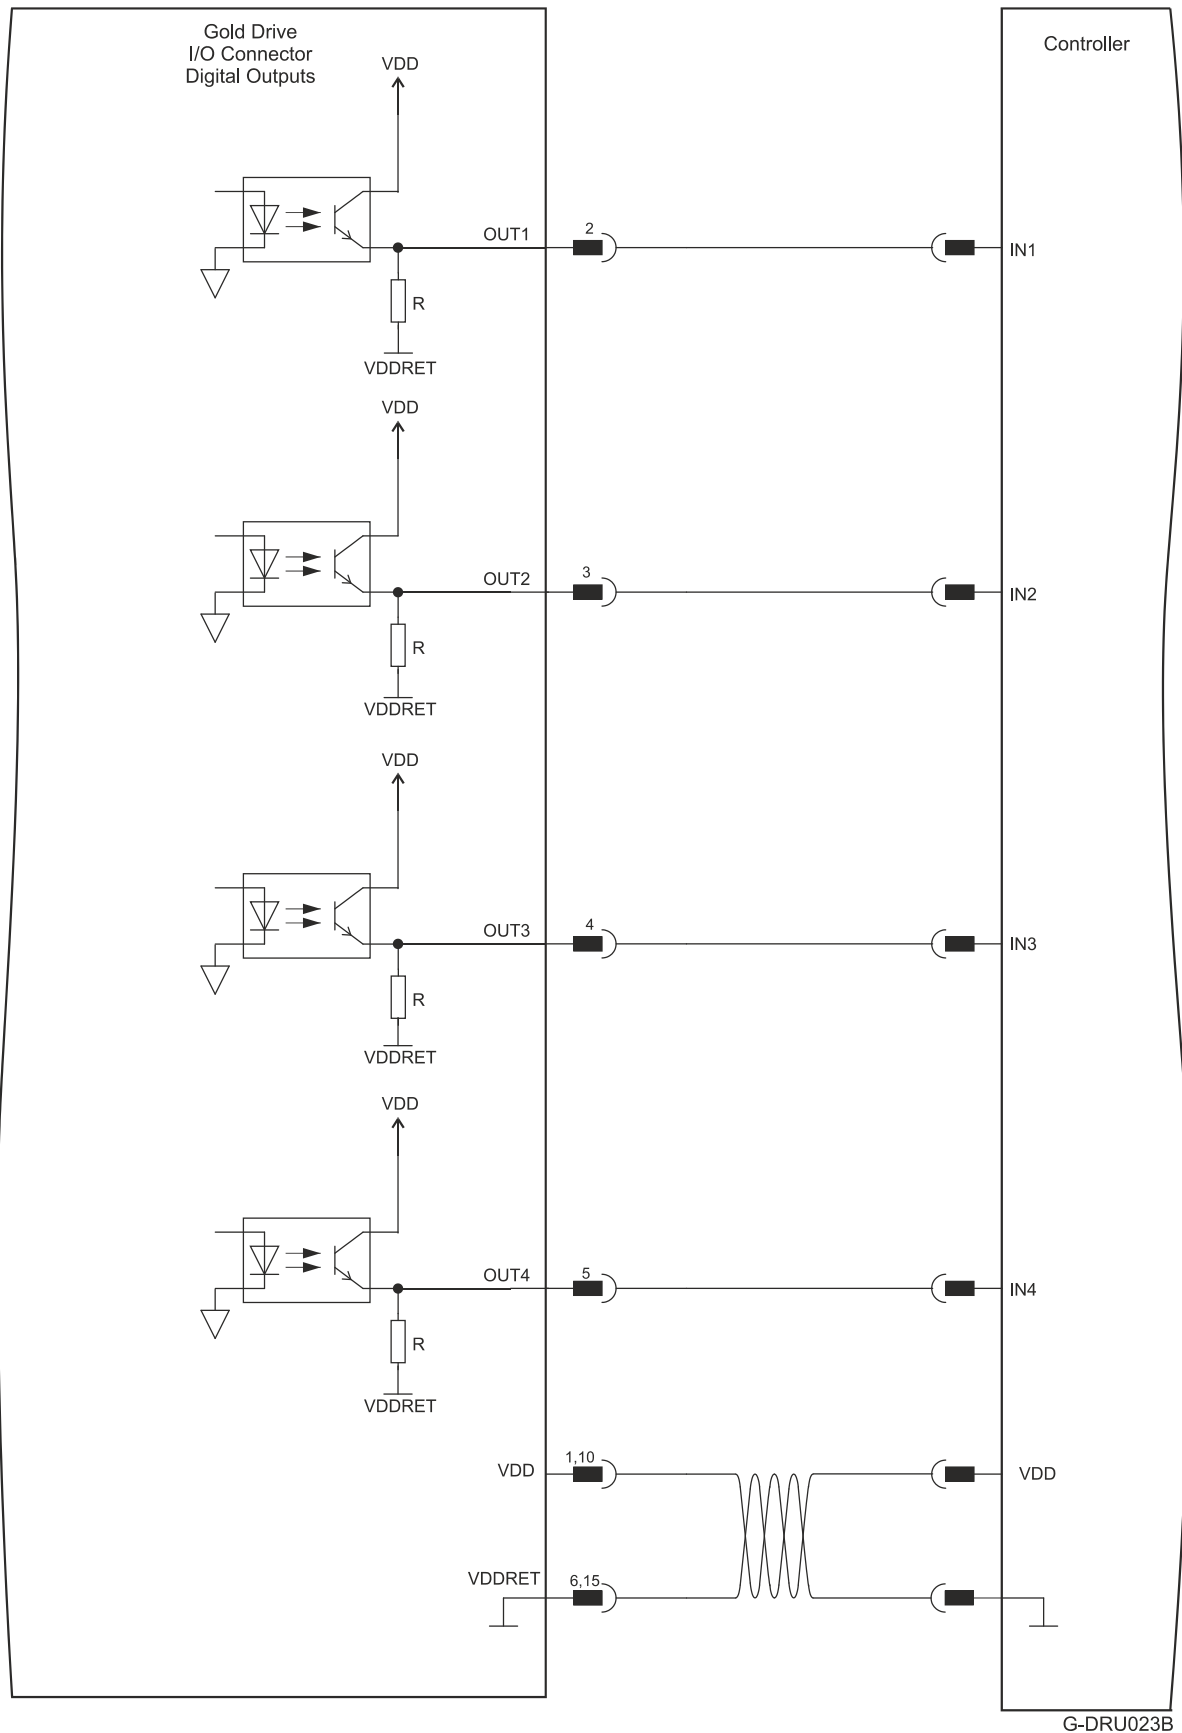 Gold Drive
I/O Connector
Digital Outputs
Controller
VDD
OUT1
2
IN1
R
VDDRET
VDD
OUT2
3
IN2
R
VDDRET
VDD
OUT3
4
IN3
R
VDDRET
VDD
OUT4
5
IN4
R
VDDRET
VDD
1,10
VDD
VDDRET
6,15
G-DRU023B